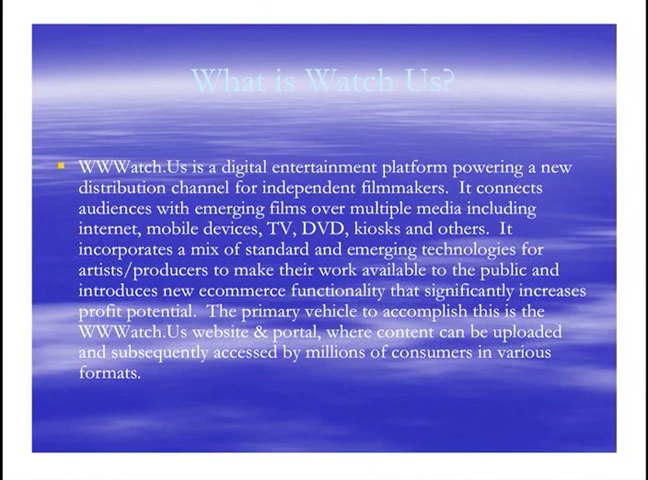 What is Watch Us?
WWWatch.Us is a digital entertainment platform powering a new
distribution channel for independent filmmakers.  It connects
audiences with emerging films over multiple media including
internet, mobile devices, TV, DVD, kiosks and others.  It
incorporates a mix of standard and emerging technologies for
artists/producers to make their work available to the public and
introduces new ecommerce functionality that significantly increases
profit potential.  The primary vehicle to accomplish this is the
WWWatch.Us website & portal, where content can be uploaded
and subsequently accessed by millions of consumers in various
formats.